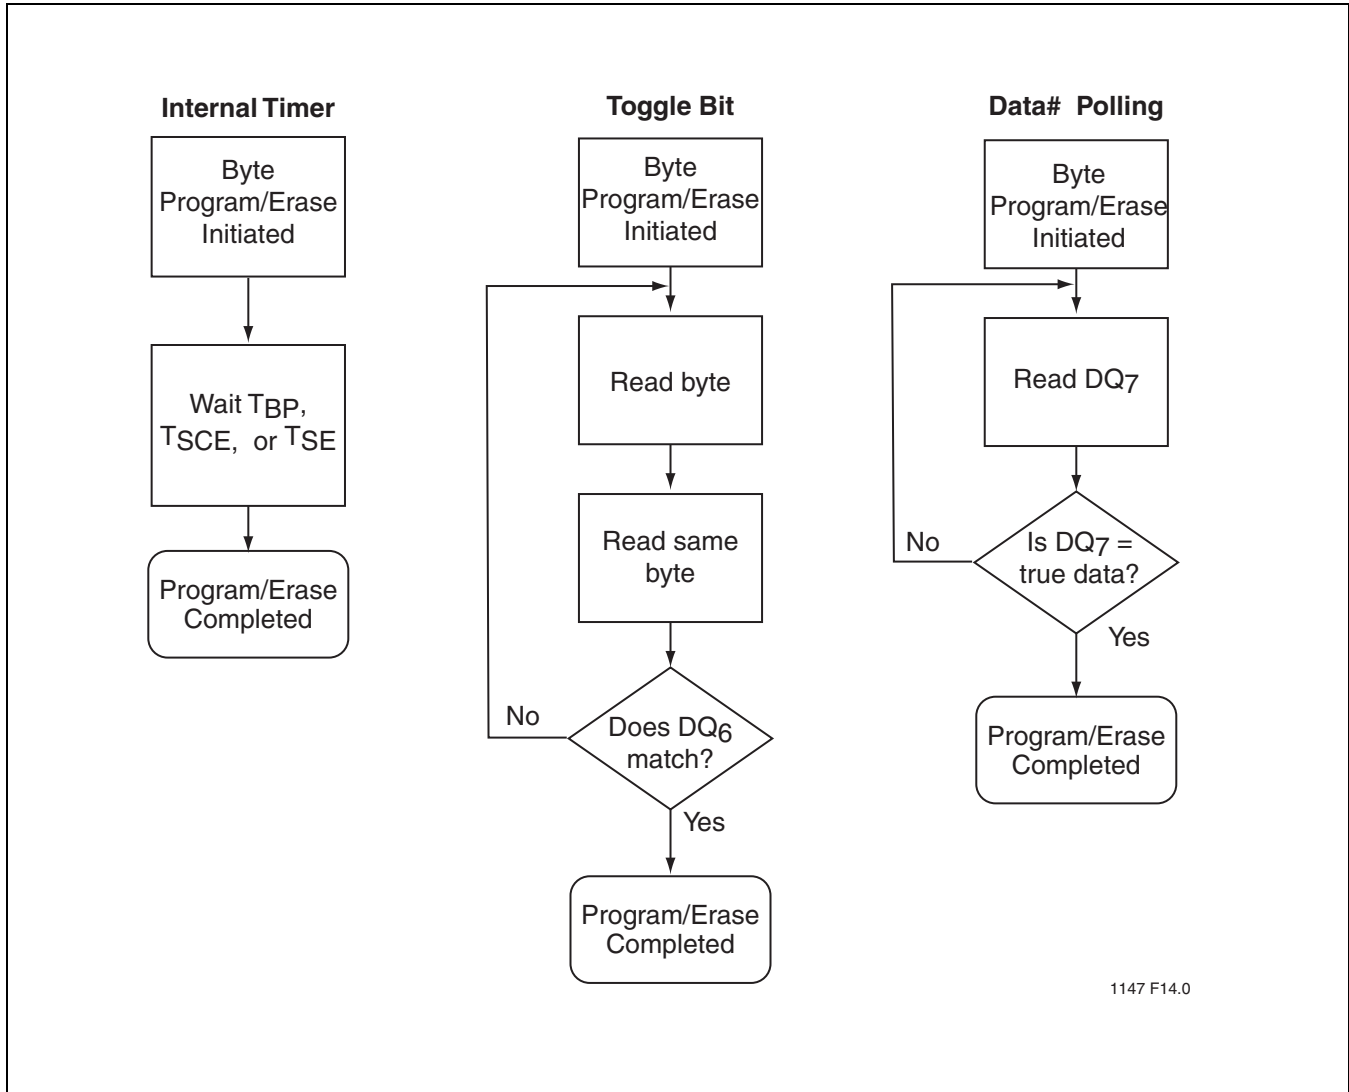 Internal Timer
Byte
Program/Erase
Initiated
Wait TBP,
TSCE, or TSE
Program/Erase
Completed
Toggle Bit
Byte
Program/Erase
Initiated
Read byte
Read same
byte
Does DQ6
match?
No
Yes
Program/Erase
Completed
Data# Polling
Byte
Program/Erase
Initiated
Read DQ7
Is DQ7 =
true data?
No
Yes
Program/Erase
Completed
1147 F14.0